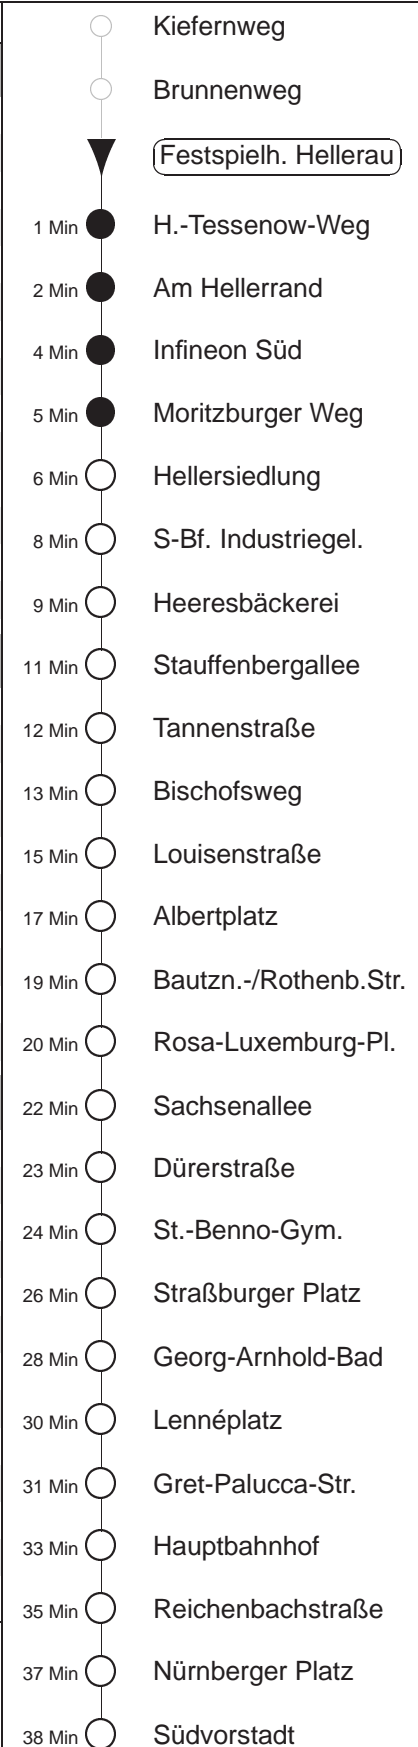 Kiefernweg
Brunnenweg
Festspielh. Hellerau
1 Min H.-Tessenow-Weg
2 Min Am Hellerrand
4 Min Infineon Süd
5 Min Moritzburger Weg
6 Min Hellersiedlung
8 Min S-Bf. Industriegel.
9 Min Heeresbäckerei
11 Min Stauffenbergallee
12 Min Tannenstraße
13 Min Bischofsweg
15 Min Louisenstraße
17 Min Albertplatz
19 Min Bautzn.-/Rothenb.Str.
20 Min Rosa-Luxemburg-Pl.
22 Min Sachsenallee
23 Min Dürerstraße
24 Min St.-Benno-Gym.
26 Min Straßburger Platz
28 Min Georg-Arnhold-Bad
30 Min Lennéplatz
31 Min Gret-Palucca-Str.
33 Min Hauptbahnhof
35 Min Reichenbachstraße
37 Min Nürnberger Platz
38 Min Südvorstadt